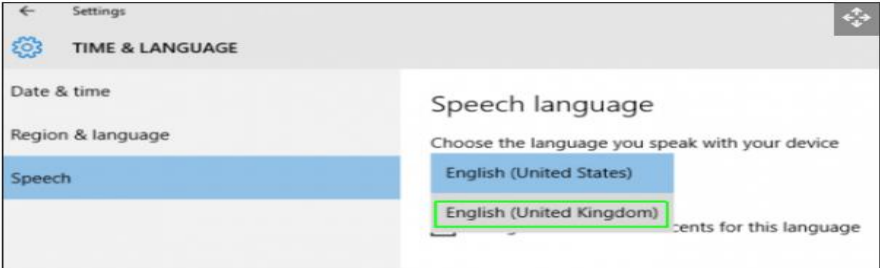 Settings
TIME & LANGUAGE
Date & time
Region & language
Speech
Speech language
Choose the language you speak with your device
English (United States)
English (United Kingdom)
cents for this language